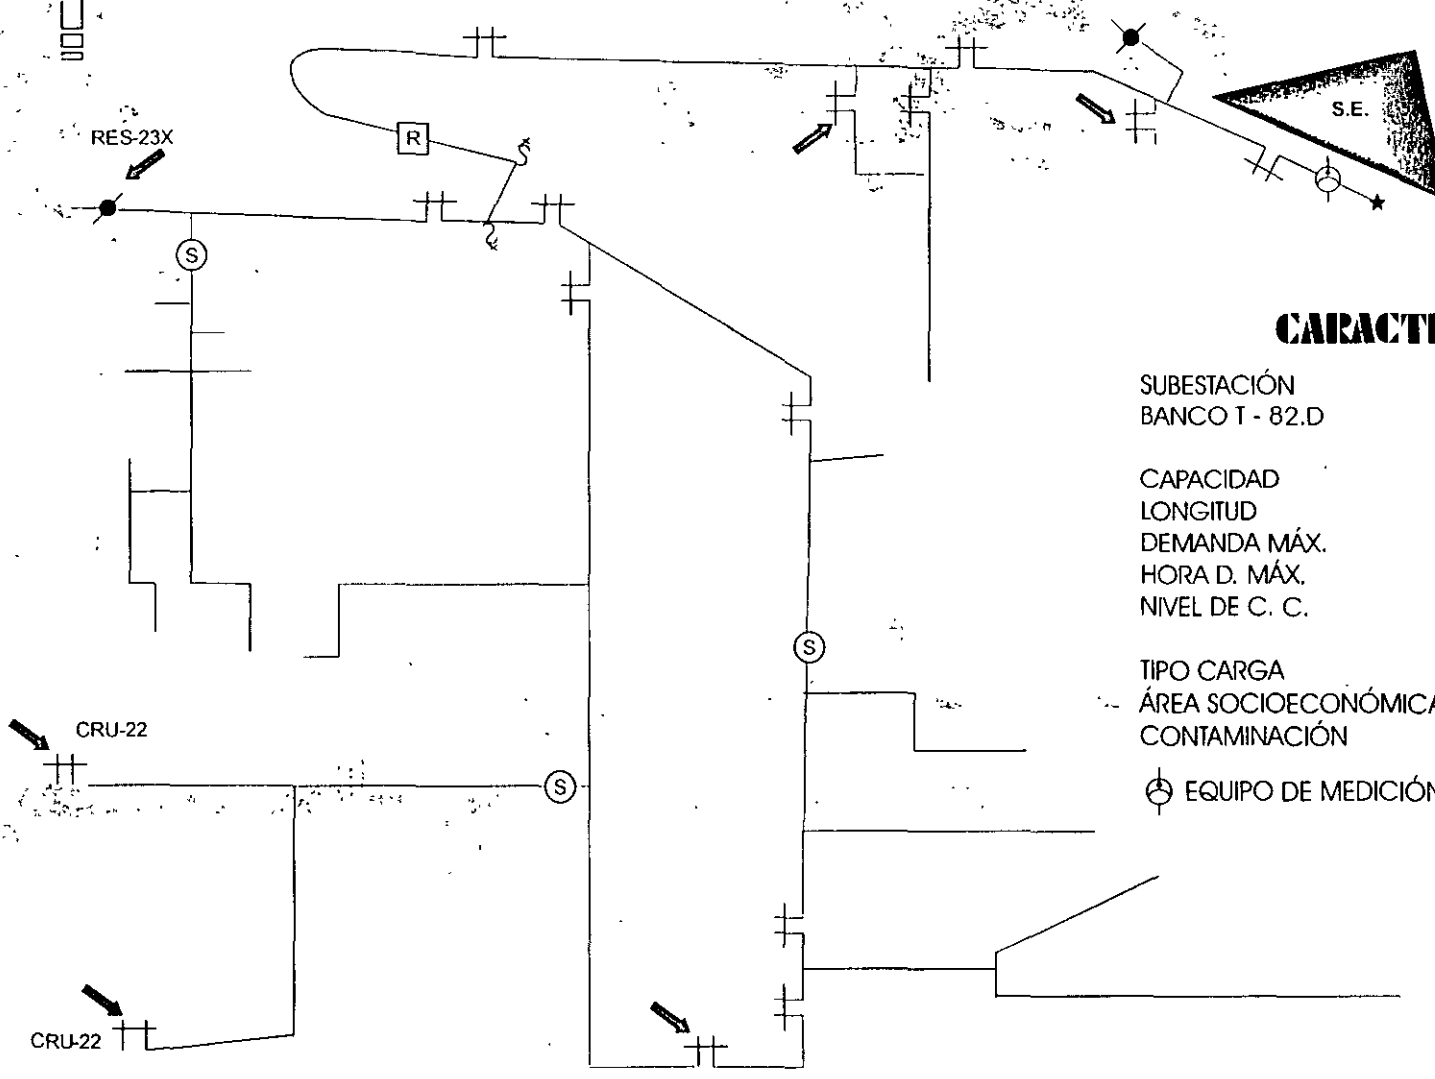 S.E.
RES-23X
R
S
CARACTE
SUBESTACIÓN
BANCO T - 82.D
CAPACIDAD
LONGITUD
DEMANDA MÁX.
HORA D. MÁX.
NIVEL DE C. C.
S
TIPO CARGA
ÁREA SOCIOECONÓMICA
CONTAMINACIÓN
CRU-22
S
EQUIPO DE MEDICIÓN
CRU-22